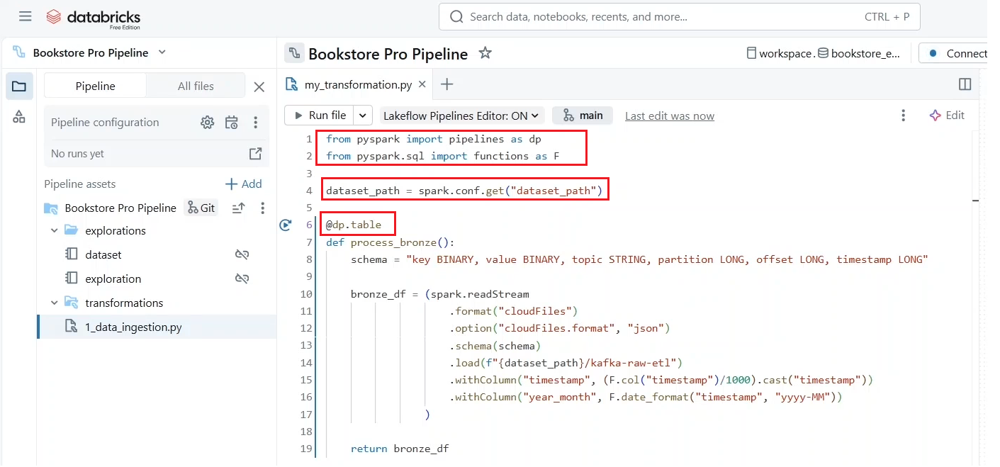 databricks
Free Edition
Search data, notebooks, recents, and more...
CTRL + P
Bookstore Pro Pipeline
Bookstore Pro Pipeline
workspace . bookstore_e...
Connect
Pipeline
All files
my_transformation.py
Pipeline configuration
Run file
Lakeflow Pipelines Editor: ON
main
Last edit was now
Edit
No runs yet
Pipeline assets
Add
Bookstore Pro Pipeline
Git
explorations
dataset
exploration
transformations
1_data_ingestion.py
1 from pyspark import pipelines as dp
2 from pyspark.sql import functions as F
3
4 dataset_path = spark.conf.get("dataset_path")
5
6 @dp.table
7 def process_bronze():
8 schema = "key BINARY, value BINARY, topic STRING, partition LONG, offset LONG, timestamp LONG"
9
10 bronze_df = (spark.readStream
11 .format("cloudFiles")
12 .option("cloudFiles.format", "json")
13 .schema(schema)
14 .load(f"{dataset_path}/kafka-raw-etl")
15 .withColumn("timestamp", (F.col("timestamp")/1000).cast("timestamp"))
16 .withColumn("year_month", F.date_format("timestamp", "yyyy-MM"))
17 )
18
19 return bronze_df